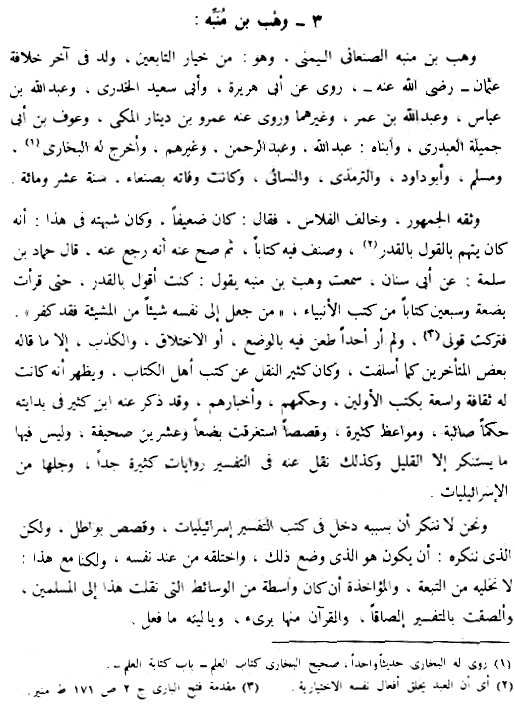 ٣ ـ وهْب بن مُنَبِّه :
وهب بن منبه الصنعانى اليمنى ، وهو : من خيار التابعين ، ولد فى آخر خلافة
عثمان ـ رضى الله عنه ـ ، روى عن أبى هريرة ، وأبى سعيد الخدرى ، وعبدالله بن
عباس ، وعبدالله بن عمر ، وغيرهما وروى عنه عمرو بن دينار المكى ، وعوف بن أبى
جميلة العبدرى ، وأبناه : عبدالله ، وعبدالرحمن ، وغيرهم ، وأخرج له البخارى (١) ،
ومسلم ، وأبوداود ، والترمذى ، والنسائى ، وكانت وفاته بصنعاء ، سنة عشر ومائة .
وثقه الجمهور ، وخالف الفلاس ، فقال : كان ضعيفاً ، وكان شبهته فى هذا : أنه
كان يتهم بالقول بالقدر (٢) ، وصنف فيه كتاباً ، ثم صح عنه أنه رجع عنه ، قال حماد بن
سلمة : عن أبى سنان ، سمعت وهب بن منبه يقول : كنت أقول بالقدر ، حتى قرأت
بضعة وسبعين كتاباً من كتب الأنبياء ، « من جعل إلى نفسه شيئاً من المشيئة فقد كفر » .
فتركت قولى (٣) ، ولم أر أحداً طعن فيه بالوضع ، أو الاختلاق ، والكذب ، إلا ما قاله
بعض المتأخرين كما أسلفت ، وكان كثير النقل عن كتب أهل الكتاب ، ويظهر أنه كانت
له ثقافة واسعة بكتب الأولين ، وحكمهم ، وأخبارهم ، وقد ذكر عنه ابن كثير فى بدايته
حكماً صائبة ، ومواعظ كثيرة ، وقصصاً استغرقت بضعاً وعشرين صحيفة ، وليس فيها
ما يستنكر إلا القليل وكذلك نقل عنه فى التفسير روايات كثيرة جداً ، وجلها من
الإسرائيليات .
ونحن لا ننكر أن بسببه دخل فى كتب التفسير إسرائيليات ، وقصص بواطل ، ولكن
الذى ننكره : أن يكون هو الذى وضع ذلك ، واختلقه من عند نفسه ، ولكنا مع هذا :
لا نخليه من التبعة ، والمؤاخذة أن كان واسطة من الوسائط التى نقلت هذا إلى المسلمين ،
وألصقت بالتفسير إلصاقاً ، والقرآن منها برىء ، وياليته ما فعل .
(١) روى له البخارى حديثاً واحداً ، صحيح البخارى كتاب العلم ـ باب كتابة العلم ـ .
(٢) أى أن العبد يخلق أفعال نفسه الاختيارية . (٣) مقدمة فتح البارى ج ٢ ص ١٧١ ط منير .